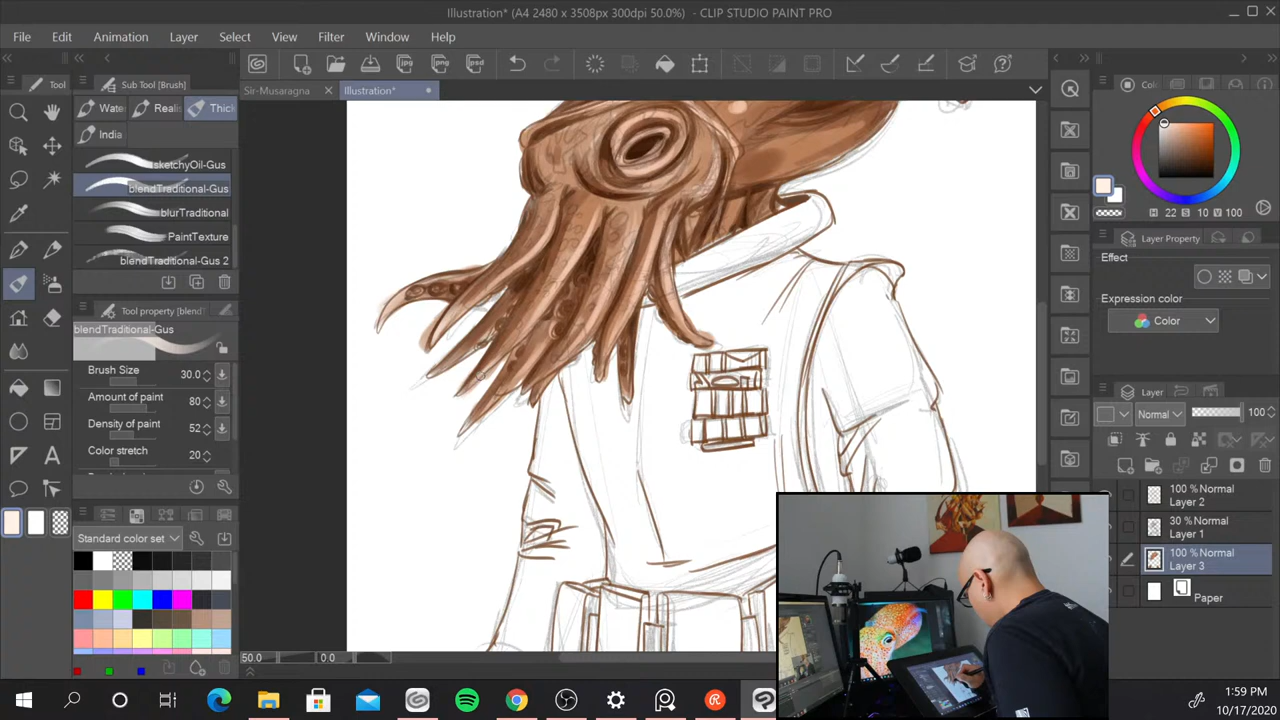 Illustration* (A4 2480 x 3508px 300dpi 50.0%) - CLIP STUDIO PAINT PRO
File Edit Animation Layer Select View Filter Window Help
Tool
Sub Tool [Brush]
Sir-Musaragna
Illustration*
Wate
Reali
Thick
India
sketchyOil-Gus
blendTraditional-Gus
blurTraditional
PaintTexture
blendTraditional-Gus 2
Tool property [blendT
blendTraditional-Gus
Brush Size 30.0
Amount of paint 80
Density of paint 52
Color stretch 20
Standard color set
50.0
0.0
Col
H 22 S 10 V 100
Layer Property
Effect
Expression color
Color
Layer
Normal
100
100 % Normal
Layer 2
30 % Normal
Layer 1
100 % Normal
Layer 3
Paper
1:59 PM
10/17/2020